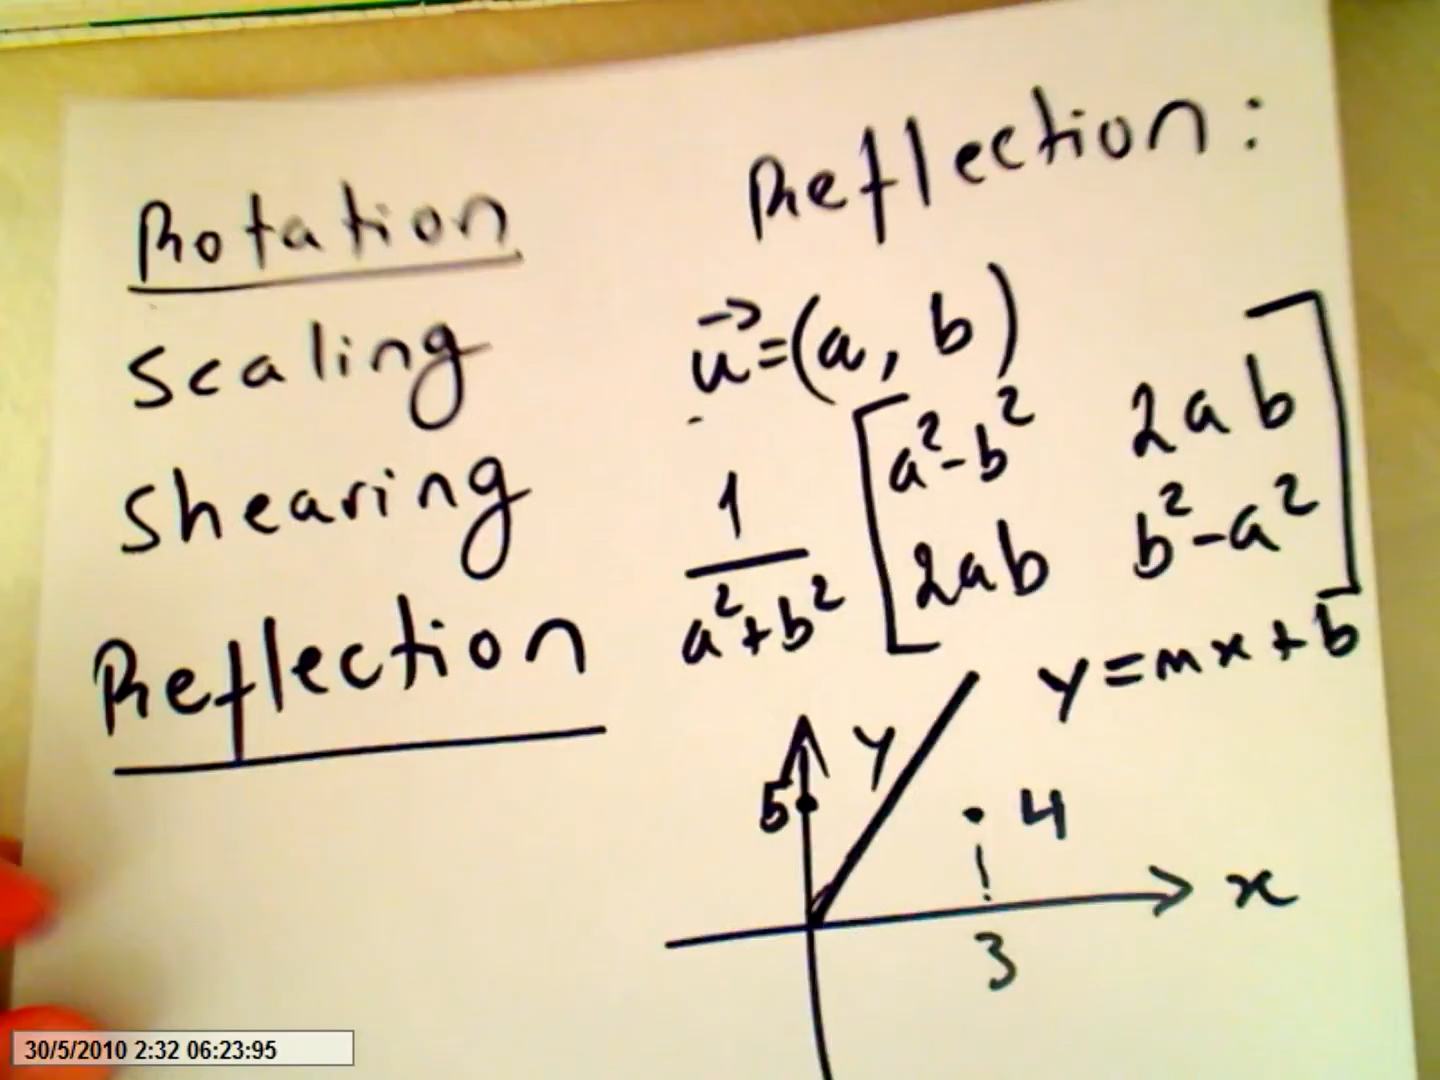 Rotation
Scaling
Shearing
Reflection
Reflection:
u⃗=(a, b)
1/(a²+b²) [a²-b² 2ab
2ab b²-a²]
y=mx+b
y
5
4
x
3
30/5/2010 2:32 06:23:95